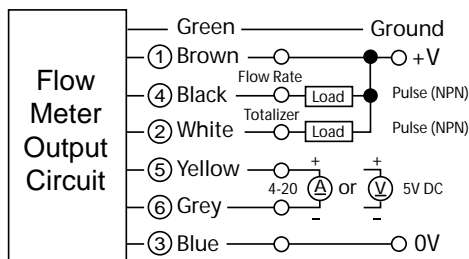 Flow
Meter
Output
Circuit
Green Ground
① Brown +V
Flow Rate
④ Black Load Pulse (NPN)
Totalizer
② White Load Pulse (NPN)
⑤ Yellow + +
4-20 A or V 5V DC
⑥ Grey − −
③ Blue 0V